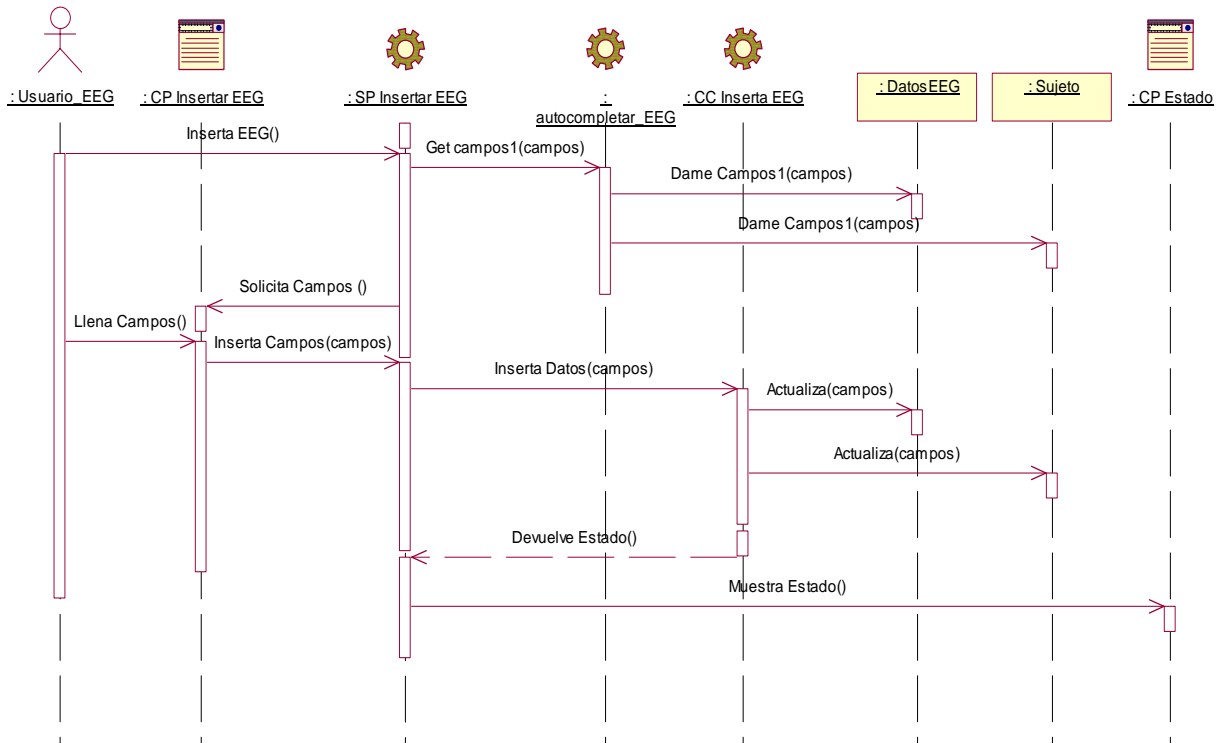 : Usuario_EEG
: CP Insertar EEG
: SP Insertar EEG
:
autocompletar_EEG
: CC Inserta EEG
: DatosEEG
: Sujeto
: CP Estado
Inserta EEG()
Get campos1(campos)
Dame Campos1(campos)
Dame Campos1(campos)
Solicita Campos ()
Llena Campos()
Inserta Campos(campos)
Inserta Datos(campos)
Actualiza(campos)
Actualiza(campos)
Devuelve Estado()
Muestra Estado()